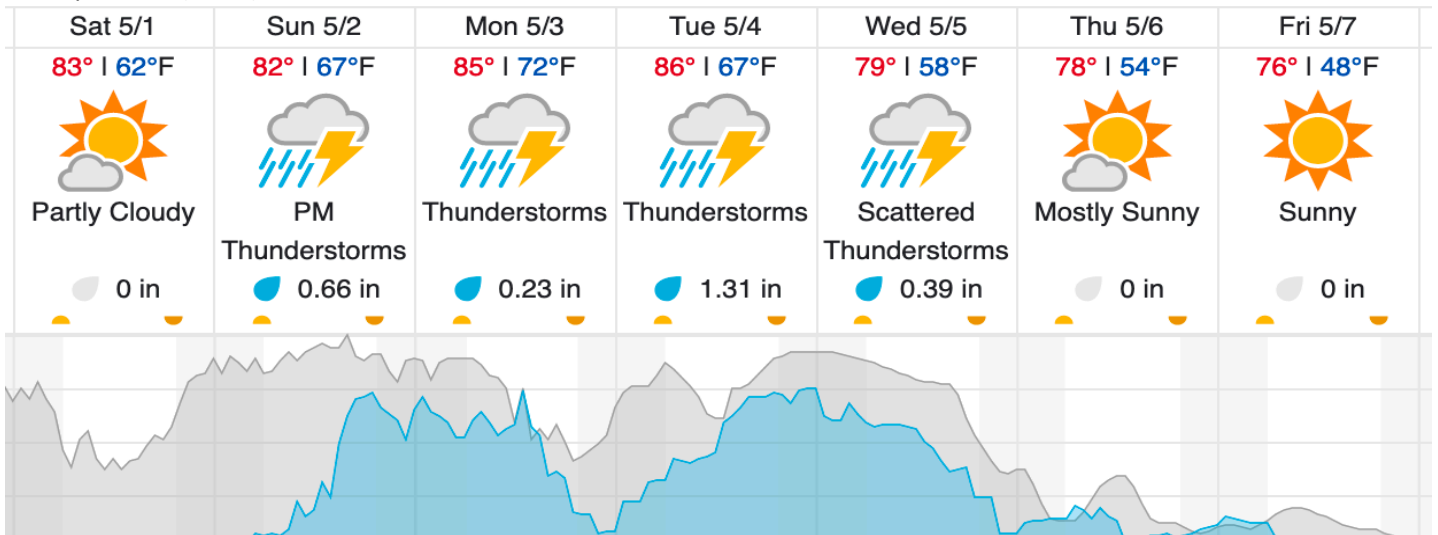 Sat 5/1 Sun 5/2 Mon 5/3 Tue 5/4 Wed 5/5 Thu 5/6 Fri 5/7
83° | 62°F 82° | 67°F 85° | 72°F 86° | 67°F 79° | 58°F 78° | 54°F 76° | 48°F
Partly Cloudy PM Thunderstorms Thunderstorms Scattered Mostly Sunny Sunny
Thunderstorms Thunderstorms
0 in 0.66 in 0.23 in 1.31 in 0.39 in 0 in 0 in